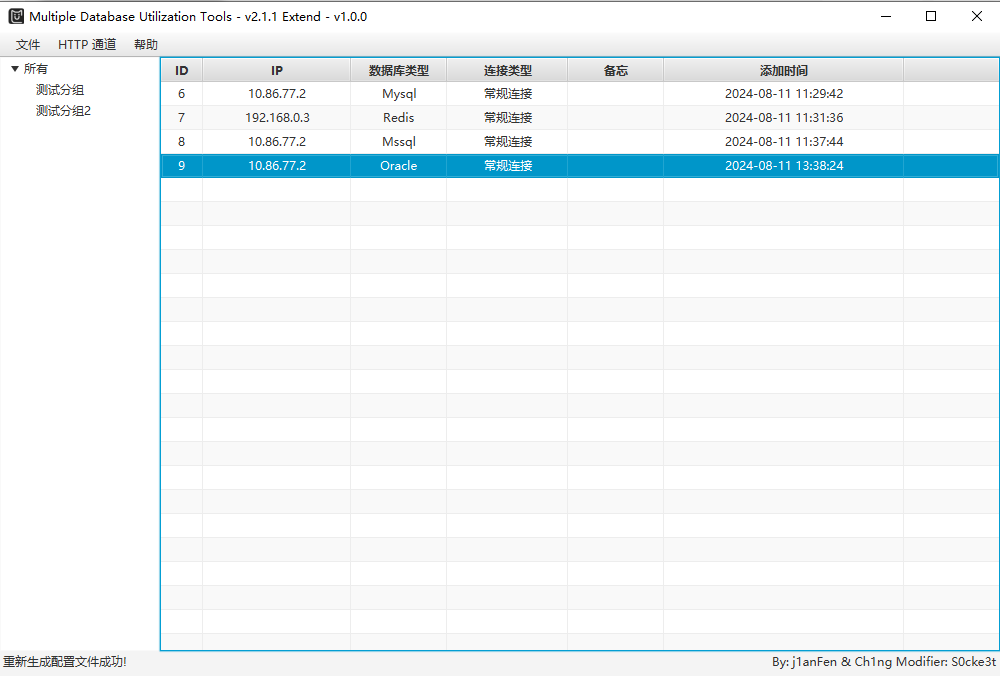 Multiple Database Utilization Tools - v2.1.1 Extend - v1.0.0
文件 HTTP 通道 帮助
所有
测试分组
测试分组2
ID IP 数据库类型 连接类型 备忘 添加时间
6 10.86.77.2 Mysql 常规连接 2024-08-11 11:29:42
7 192.168.0.3 Redis 常规连接 2024-08-11 11:31:36
8 10.86.77.2 Mssql 常规连接 2024-08-11 11:37:44
9 10.86.77.2 Oracle 常规连接 2024-08-11 13:38:24
重新生成配置文件成功!
By: j1anFen & Ch1ng Modifier: S0cke3t